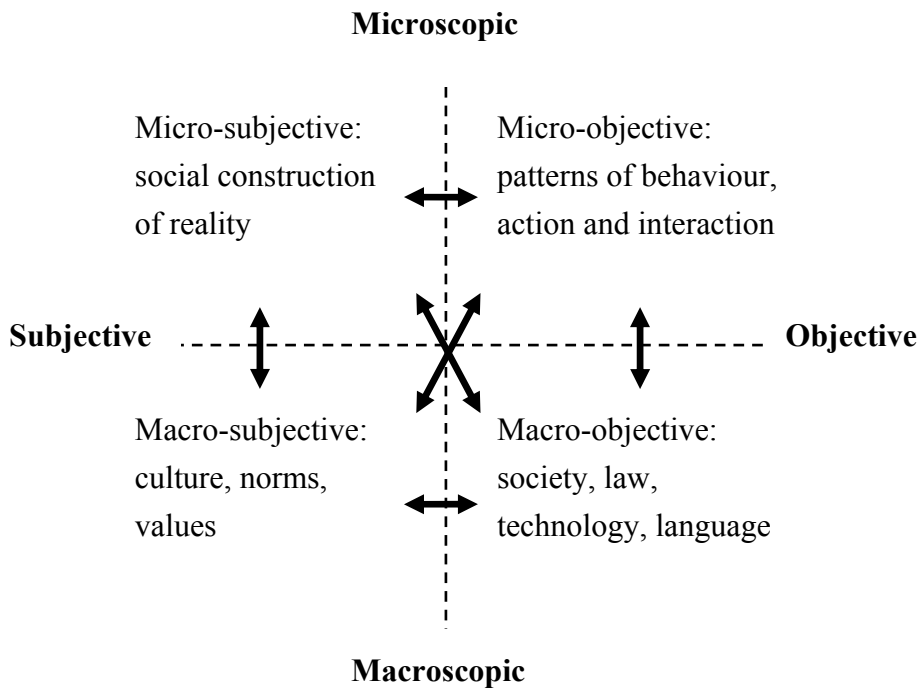 Microscopic
Micro-subjective:
social construction
of reality
Micro-objective:
patterns of behaviour,
action and interaction
Subjective
Objective
Macro-subjective:
culture, norms,
values
Macro-objective:
society, law,
technology, language
Macroscopic